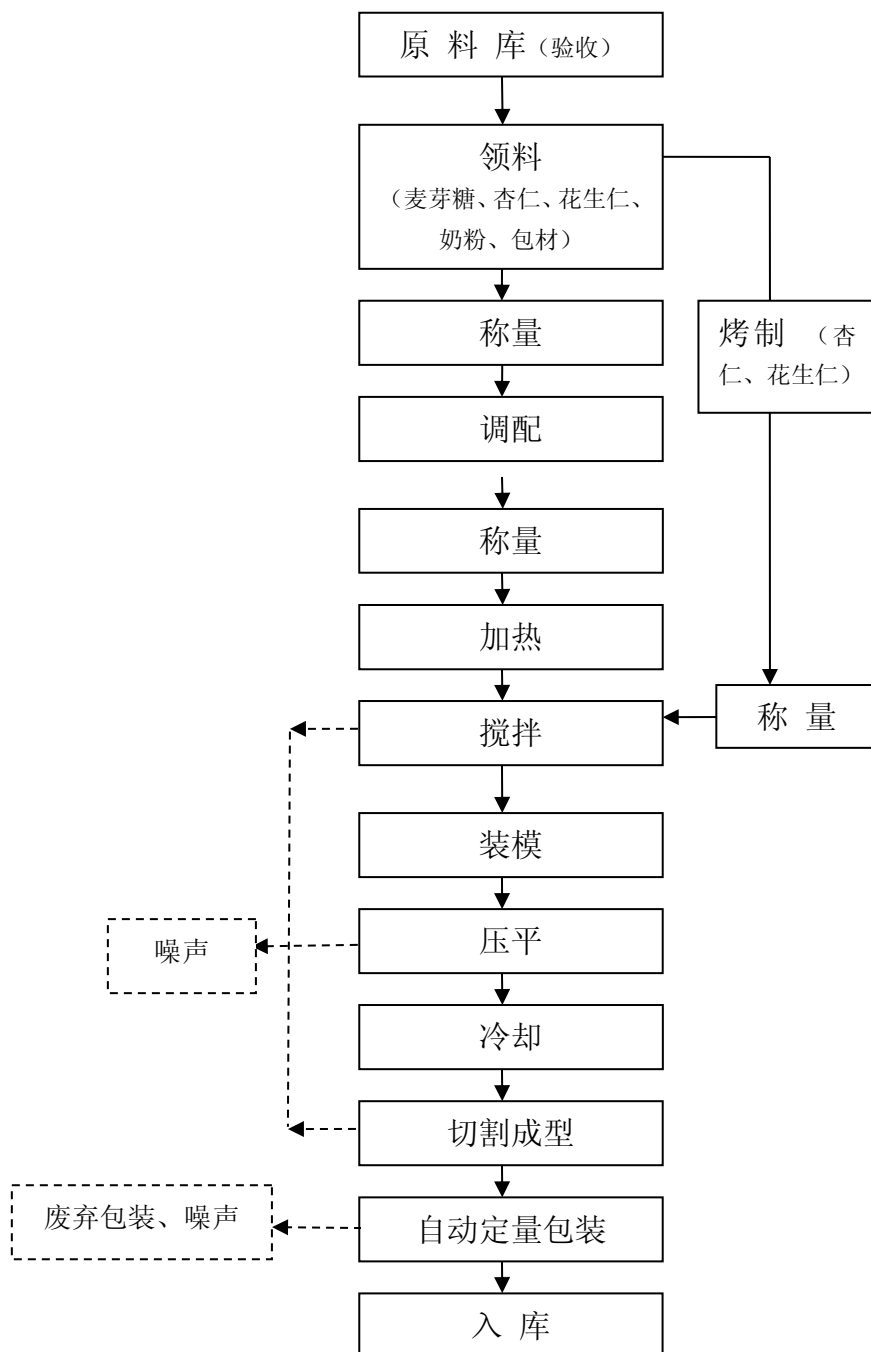 原 料 库（验收）
领料
（麦芽糖、杏仁、花生仁、
奶粉、包材）
称量
烤制 （杏
仁、花生仁）
调配
称量
加热
搅拌
称 量
装模
压平
噪声
冷却
切割成型
废弃包装、噪声
自动定量包装
入 库